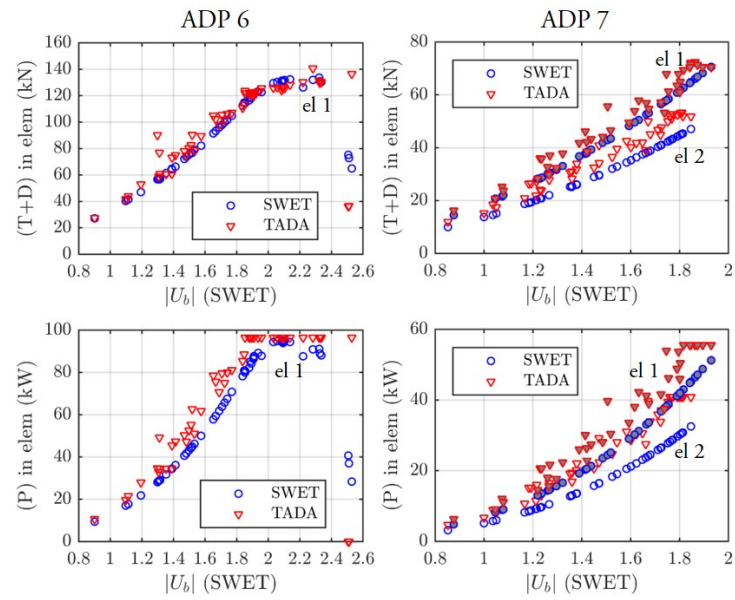 ADP 6
ADP 7
160
140
120
100
80
60
40
20
0
(T+D) in elem (kN)
el 1
SWET
TADA
0.8 1 1.2 1.4 1.6 1.8 2 2.2 2.4 2.6
|U_b| (SWET)
80
60
40
20
0
(T+D) in elem (kN)
SWET
TADA
el 1
el 2
0.8 1 1.2 1.4 1.6 1.8 2
|U_b| (SWET)
100
80
60
40
20
0
(P) in elem (kW)
el 1
SWET
TADA
0.8 1 1.2 1.4 1.6 1.8 2 2.2 2.4 2.6
|U_b| (SWET)
60
40
20
0
(P) in elem (kW)
SWET
TADA
el 1
el 2
0.8 1 1.2 1.4 1.6 1.8 2
|U_b| (SWET)